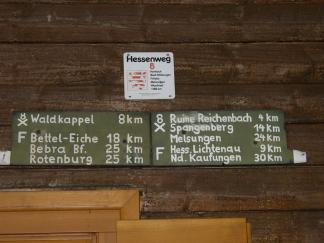 Hessenweg
8
8 Waldkappel 8 km
X
F Bettel-Eiche 18 km
Bebra Bf. 25 km
Rotenburg 25 km
8 Ruine Reichenbach 4 km
X Spangenberg 14 km
Melsungen 24 km
F Hess. Lichtenau 9 km
Nd. Kaufungen 30 km